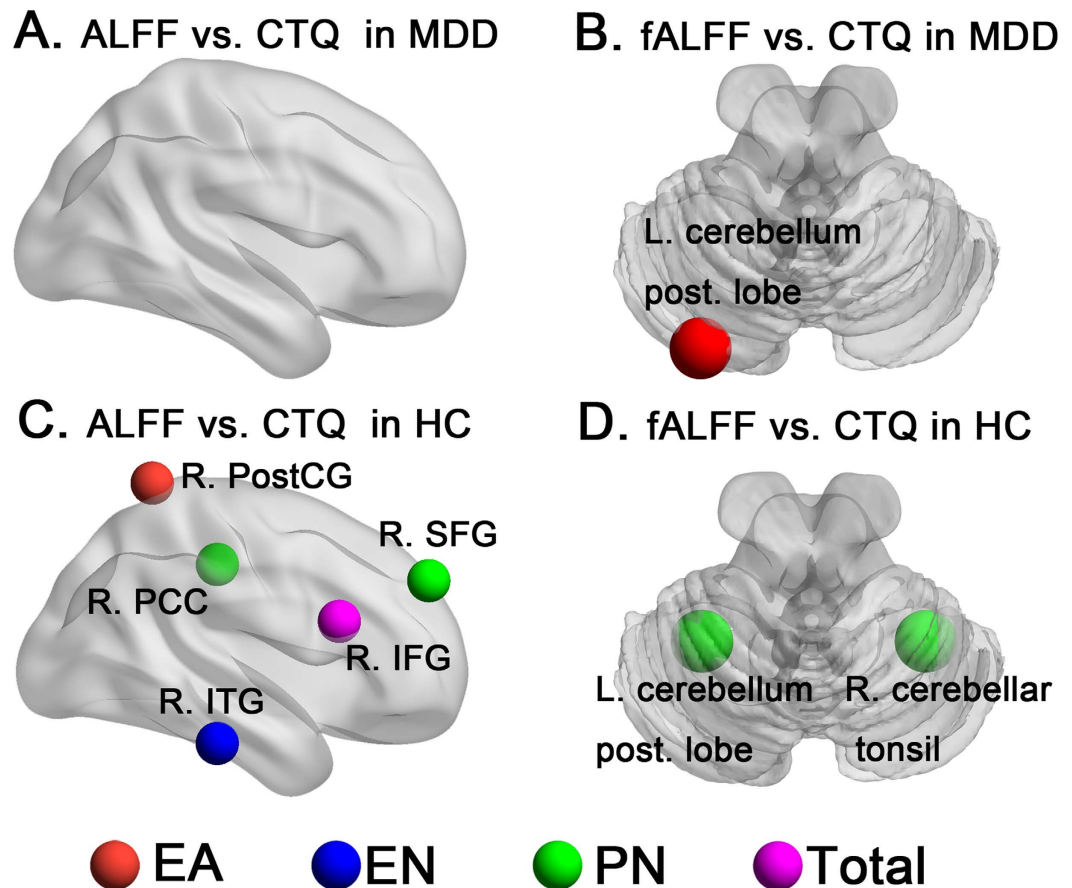 A. ALFF vs. CTQ in MDD
B. fALFF vs. CTQ in MDD
L. cerebellum
post. lobe
C. ALFF vs. CTQ in HC
R. PostCG
R. SFG
R. PCC
R. IFG
R. ITG
D. fALFF vs. CTQ in HC
L. cerebellum
post. lobe
R. cerebellar
tonsil
EA
EN
PN
Total